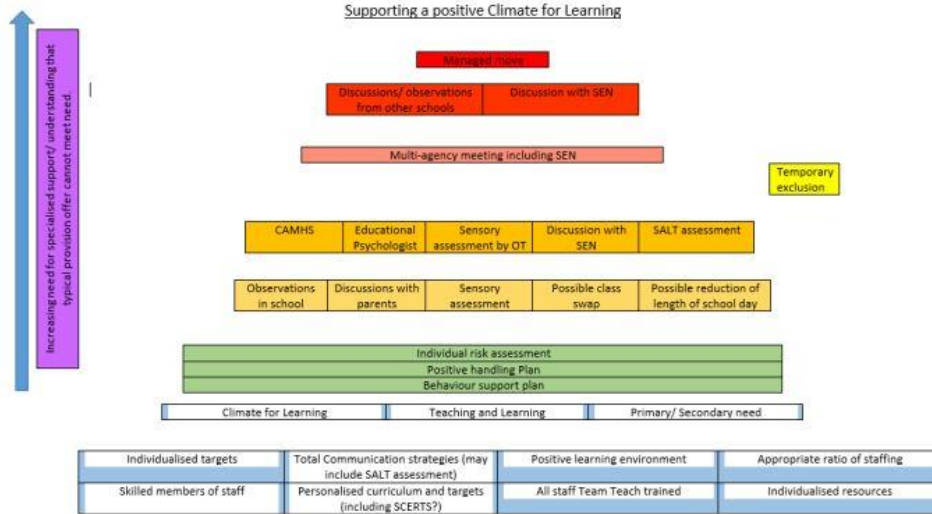 Supporting a positive Climate for Learning
Increasing need for specialised support/ understanding that
typical provision offer cannot meet need.
Managed move
Discussions/ observations
from other schools
Discussion with SEN
Multi-agency meeting including SEN
Temporary
exclusion
CAMHS
Educational
Psychologist
Sensory
assessment by OT
Discussion with
SEN
SALT assessment
Observations
in school
Discussions with
parents
Sensory
assessment
Possible class
swap
Possible reduction of
length of school day
Individual risk assessment
Positive handling Plan
Behaviour support plan
Climate for Learning
Teaching and Learning
Primary/ Secondary need
Individualised targets
Total Communication strategies (may
include SALT assessment)
Positive learning environment
Appropriate ratio of staffing
Skilled members of staff
Personalised curriculum and targets
(including SCERTS?)
All staff Team Teach trained
Individualised resources